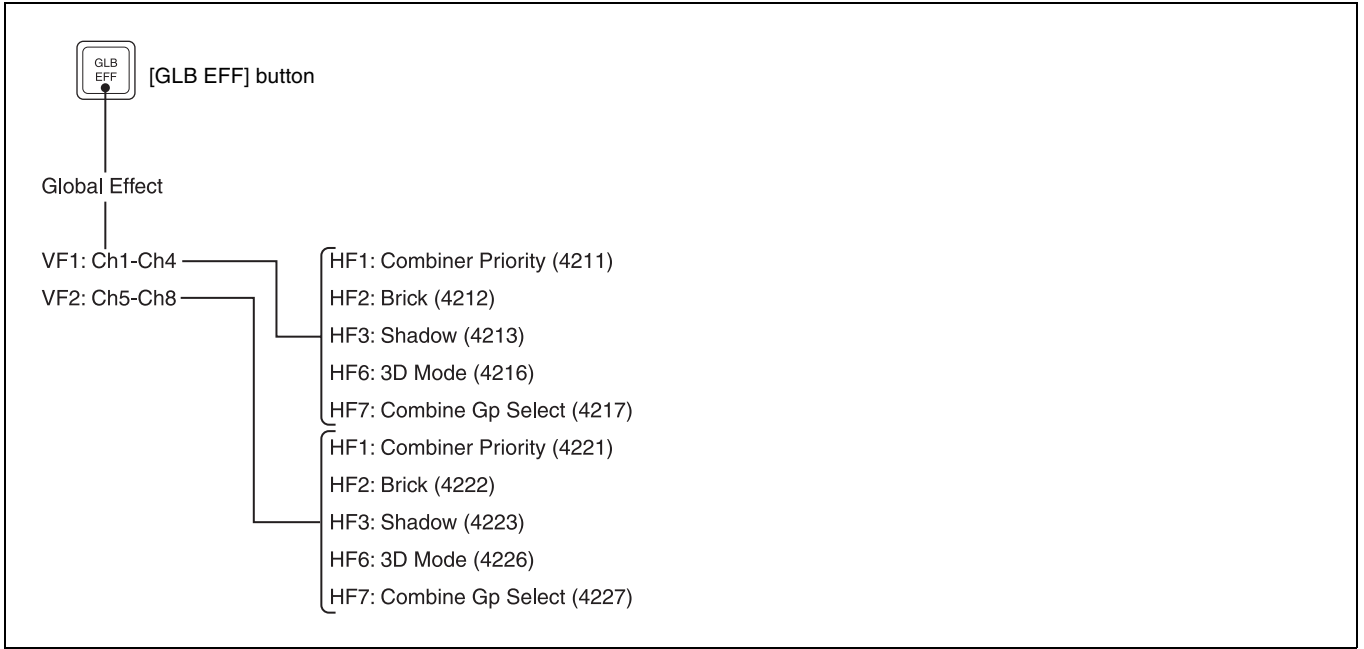 GLB
EFF
[GLB EFF] button
Global Effect
VF1: Ch1-Ch4
VF2: Ch5-Ch8
HF1: Combiner Priority (4211)
HF2: Brick (4212)
HF3: Shadow (4213)
HF6: 3D Mode (4216)
HF7: Combine Gp Select (4217)
HF1: Combiner Priority (4221)
HF2: Brick (4222)
HF3: Shadow (4223)
HF6: 3D Mode (4226)
HF7: Combine Gp Select (4227)